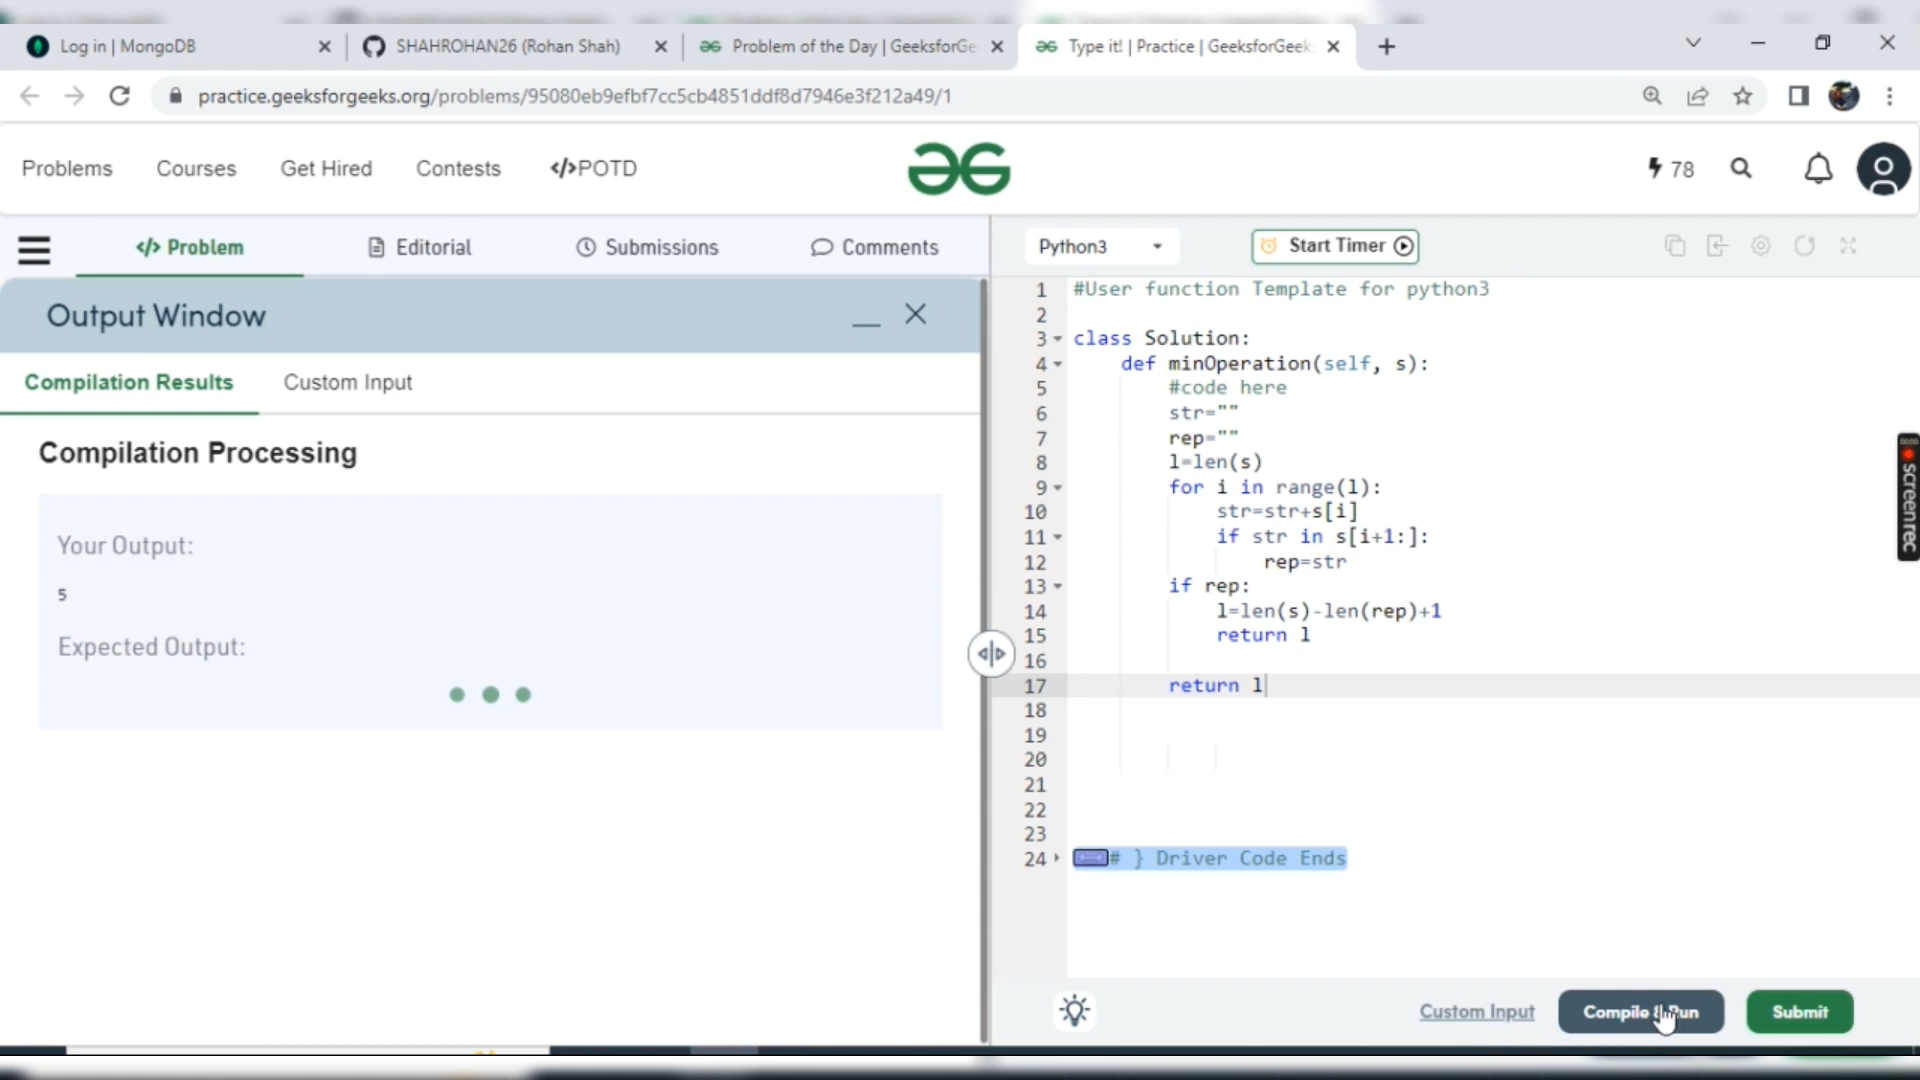 Log in | MongoDB
SHAHROHAN26 (Rohan Shah)
Problem of the Day | GeeksforGe
Type it! | Practice | GeeksforGeek
practice.geeksforgeeks.org/problems/95080eb9efbf7cc5cb4851ddf8d7946e3f212a49/1
Problems
Courses
Get Hired
Contests
</>POTD
78
</> Problem
Editorial
Submissions
Comments
Python3
Start Timer
Output Window
Compilation Results
Custom Input
Compilation Processing
Your Output:
5
Expected Output:
1 #User function Template for python3
2
3 class Solution:
4 def minOperation(self, s):
5 #code here
6 str=""
7 rep=""
8 l=len(s)
9 for i in range(l):
10 str=str+s[i]
11 if str in s[i+1:]:
12 rep=str
13 if rep:
14 l=len(s)-len(rep)+1
15 return l
16
17 return l
18
19
20
21
22
23
24 # } Driver Code Ends
Custom Input
Compile & Run
Submit
screenrec